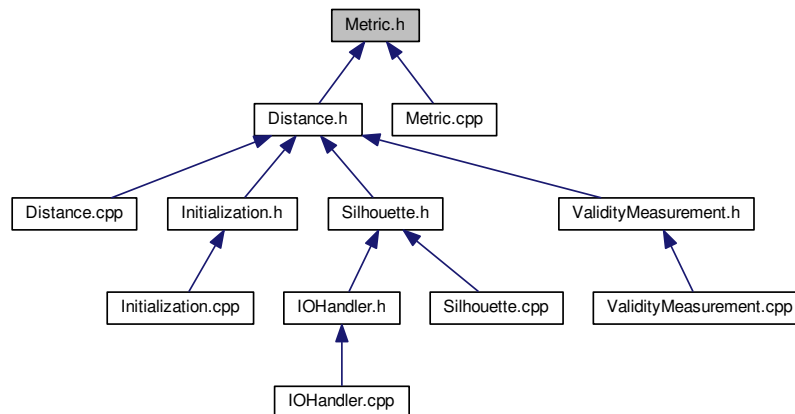 Metric.h
Distance.h
Metric.cpp
Distance.cpp
Initialization.h
Silhouette.h
ValidityMeasurement.h
Initialization.cpp
IOHandler.h
Silhouette.cpp
ValidityMeasurement.cpp
IOHandler.cpp